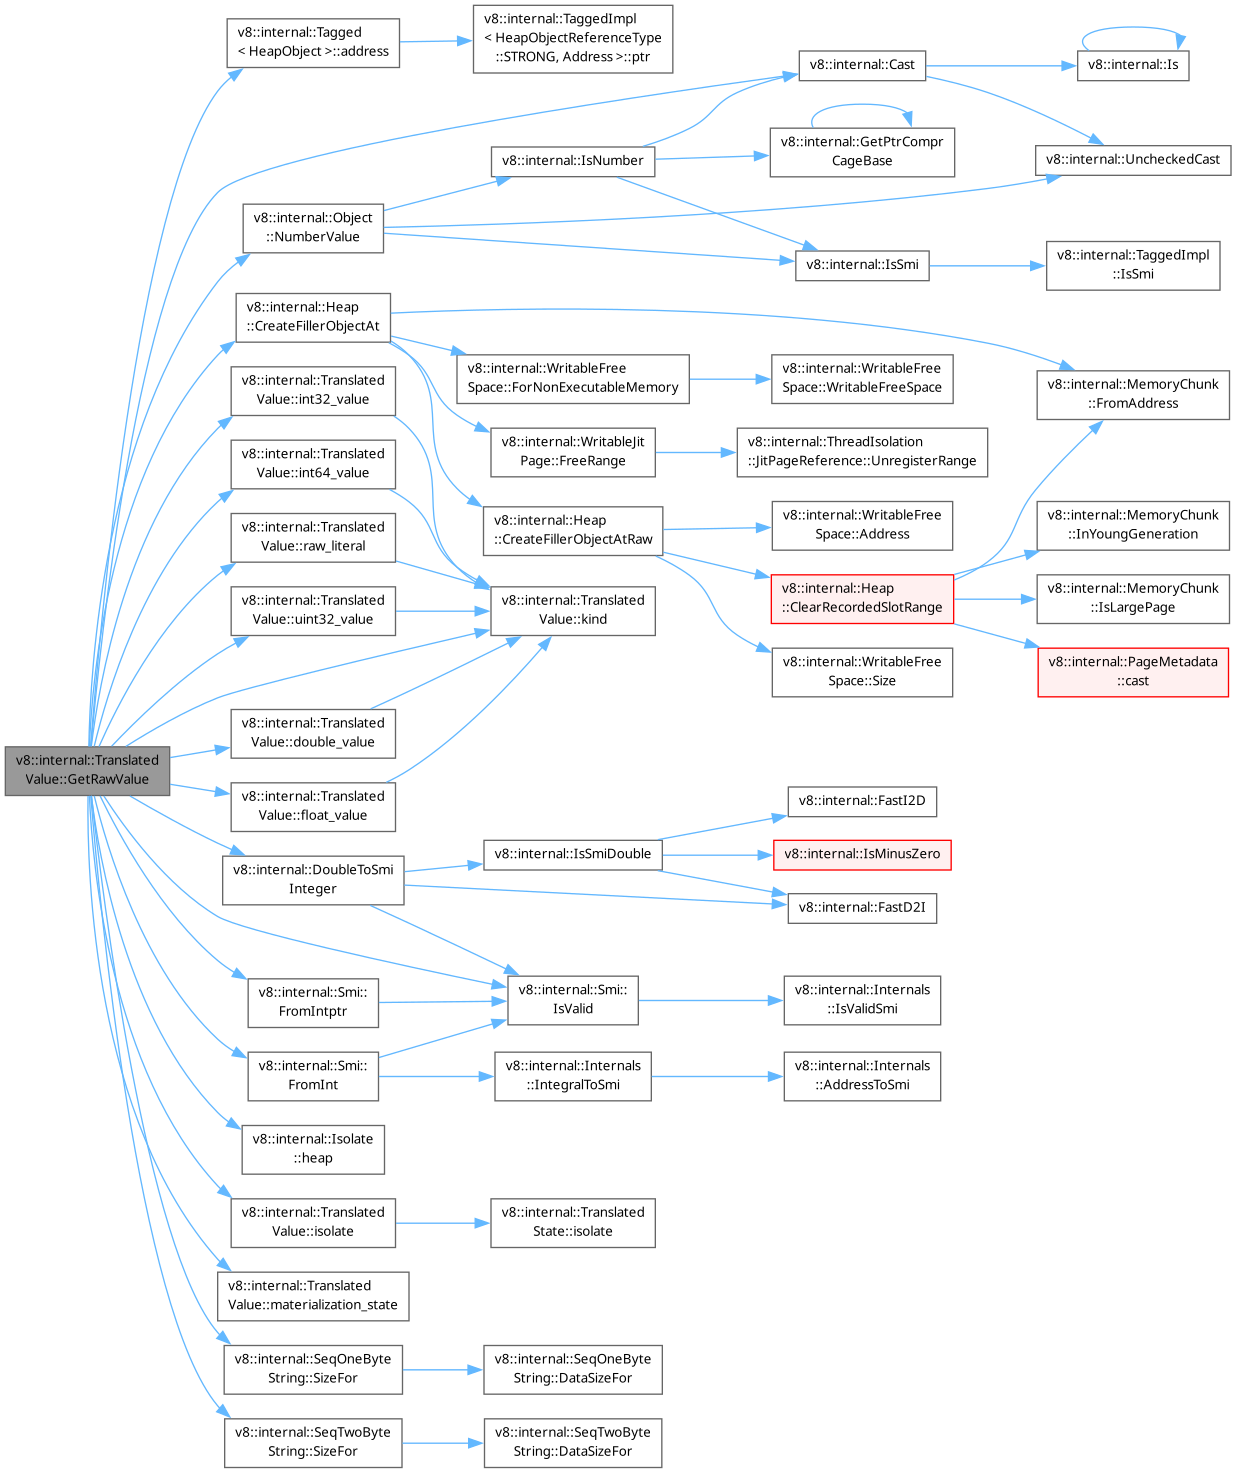 v8::internal::Translated
Value::GetRawValue
v8::internal::Tagged
< HeapObject >::address
v8::internal::TaggedImpl
< HeapObjectReferenceType
::STRONG, Address >::ptr
v8::internal::Cast
v8::internal::Is
v8::internal::UncheckedCast
v8::internal::Object
::NumberValue
v8::internal::IsNumber
v8::internal::GetPtrCompr
CageBase
v8::internal::IsSmi
v8::internal::TaggedImpl
::IsSmi
v8::internal::Heap
::CreateFillerObjectAt
v8::internal::WritableFree
Space::ForNonExecutableMemory
v8::internal::WritableFree
Space::WritableFreeSpace
v8::internal::MemoryChunk
::FromAddress
v8::internal::WritableJit
Page::FreeRange
v8::internal::ThreadIsolation
::JitPageReference::UnregisterRange
v8::internal::Heap
::CreateFillerObjectAtRaw
v8::internal::WritableFree
Space::Address
v8::internal::Heap
::ClearRecordedSlotRange
v8::internal::WritableFree
Space::Size
v8::internal::MemoryChunk
::InYoungGeneration
v8::internal::MemoryChunk
::IsLargePage
v8::internal::PageMetadata
::cast
v8::internal::Translated
Value::int32_value
v8::internal::Translated
Value::int64_value
v8::internal::Translated
Value::raw_literal
v8::internal::Translated
Value::uint32_value
v8::internal::Translated
Value::kind
v8::internal::Translated
Value::double_value
v8::internal::Translated
Value::float_value
v8::internal::DoubleToSmi
Integer
v8::internal::IsSmiDouble
v8::internal::FastI2D
v8::internal::IsMinusZero
v8::internal::FastD2I
v8::internal::Smi::
IsValid
v8::internal::Internals
::IsValidSmi
v8::internal::Smi::
FromIntptr
v8::internal::Smi::
FromInt
v8::internal::Internals
::IntegralToSmi
v8::internal::Internals
::AddressToSmi
v8::internal::Isolate
::heap
v8::internal::Translated
Value::isolate
v8::internal::Translated
State::isolate
v8::internal::Translated
Value::materialization_state
v8::internal::SeqOneByte
String::SizeFor
v8::internal::SeqOneByte
String::DataSizeFor
v8::internal::SeqTwoByte
String::SizeFor
v8::internal::SeqTwoByte
String::DataSizeFor